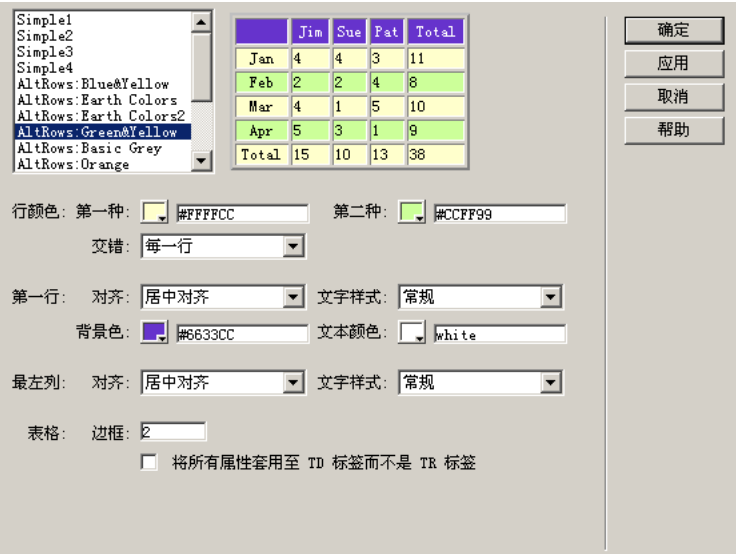 Simple1
Simple2
Simple3
Simple4
AltRows:Blue&Yellow
AltRows:Earth Colors
AltRows:Earth Colors2
AltRows:Green&Yellow
AltRows:Basic Grey
AltRows:Orange
Jim Sue Pat Total
Jan 4 4 3 11
Feb 2 2 4 8
Mar 4 1 5 10
Apr 5 3 1 9
Total 15 10 13 38
确定
应用
取消
帮助
行颜色: 第一种: #FFFFCC 第二种: #CCFF99
交错: 每一行
第一行: 对齐: 居中对齐 文字样式: 常规
背景色: #6633CC 文本颜色: white
最左列: 对齐: 居中对齐 文字样式: 常规
表格: 边框: 2
将所有属性套用至 TD 标签而不是 TR 标签